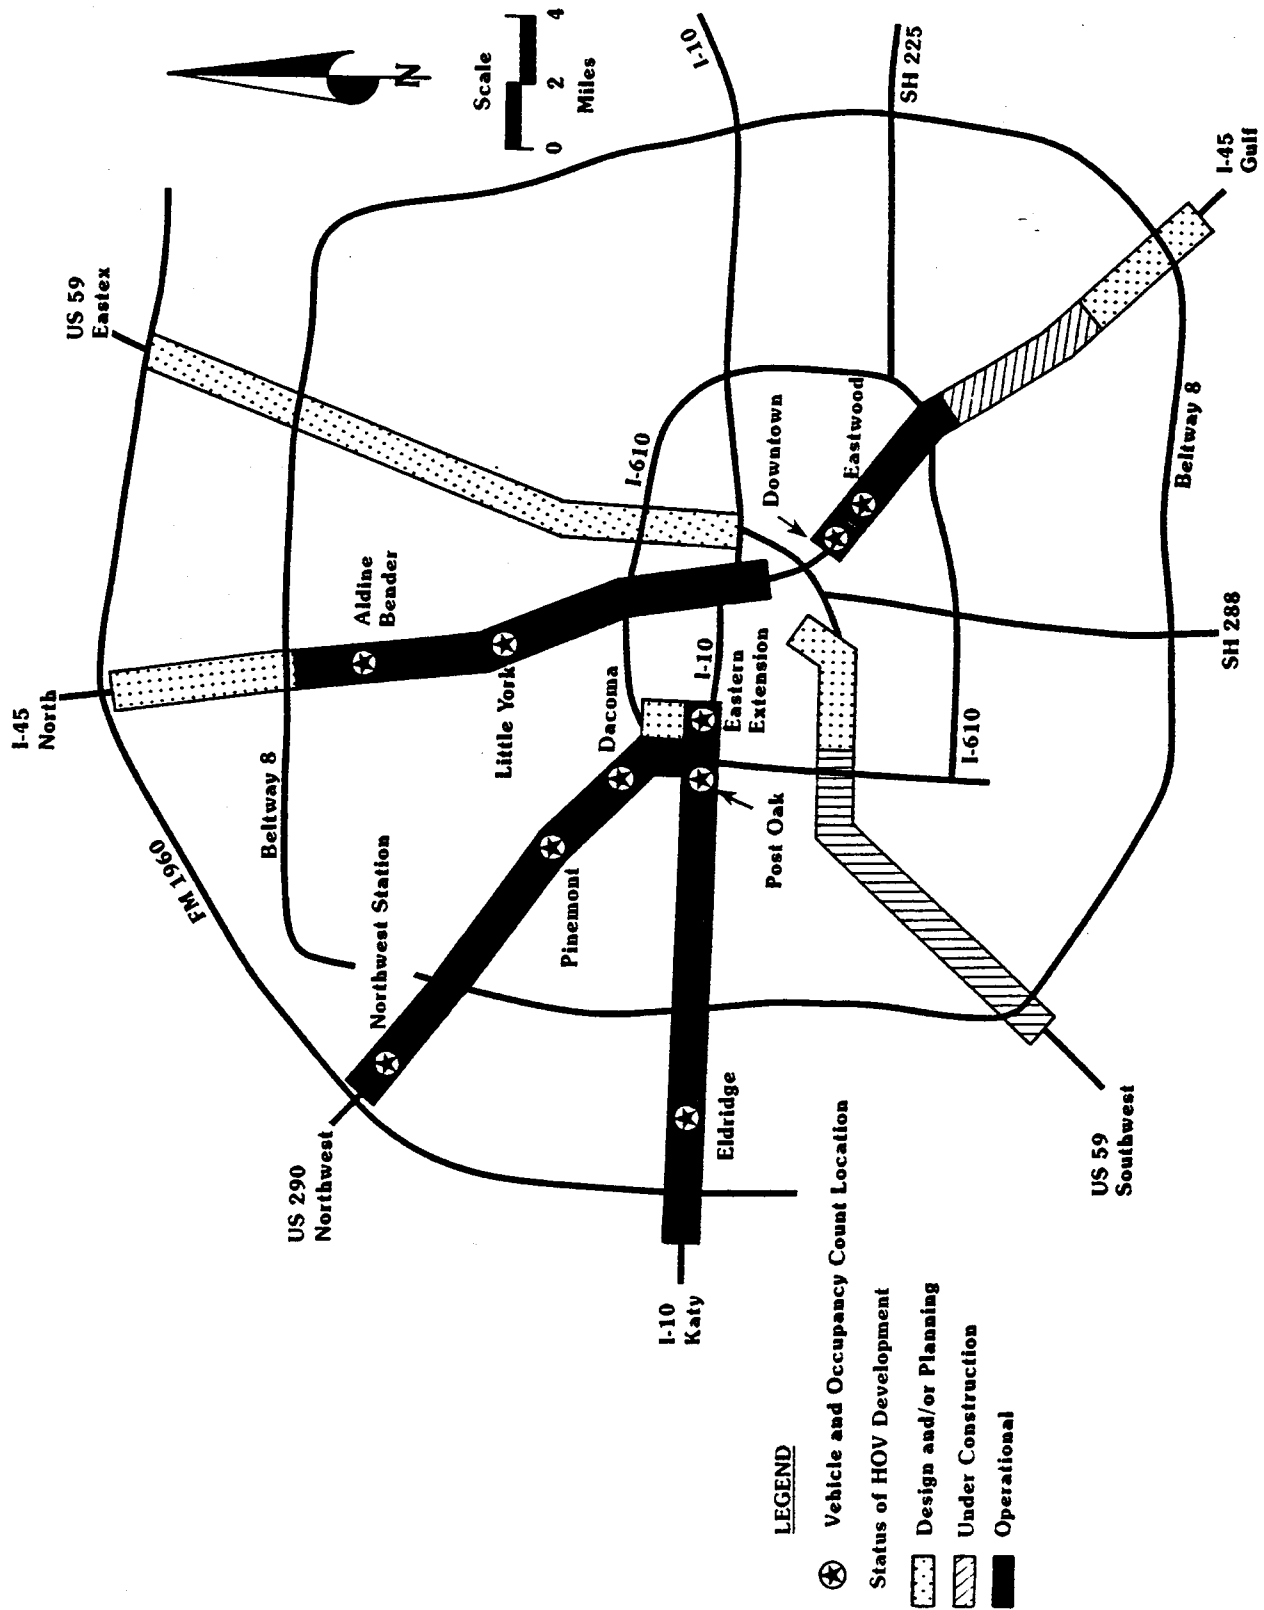 I-45
North
US 59
Eastex
N
Scale
0
2
4
Miles
I-10
SH 225
FM 1960
Beltway 8
Aldine
Bender
Little York
I-610
Northwest Station
Pinemont
Dacoma
I-10
Eastern
Extension
Downtown
Eastwood
I-45
Gulf
US 290
Northwest
I-10
Katy
Eldridge
Post Oak
I-610
SH 288
Beltway 8
US 59
Southwest
LEGEND
Vehicle and Occupancy Count Location
Status of HOV Development
Design and/or Planning
Under Construction
Operational